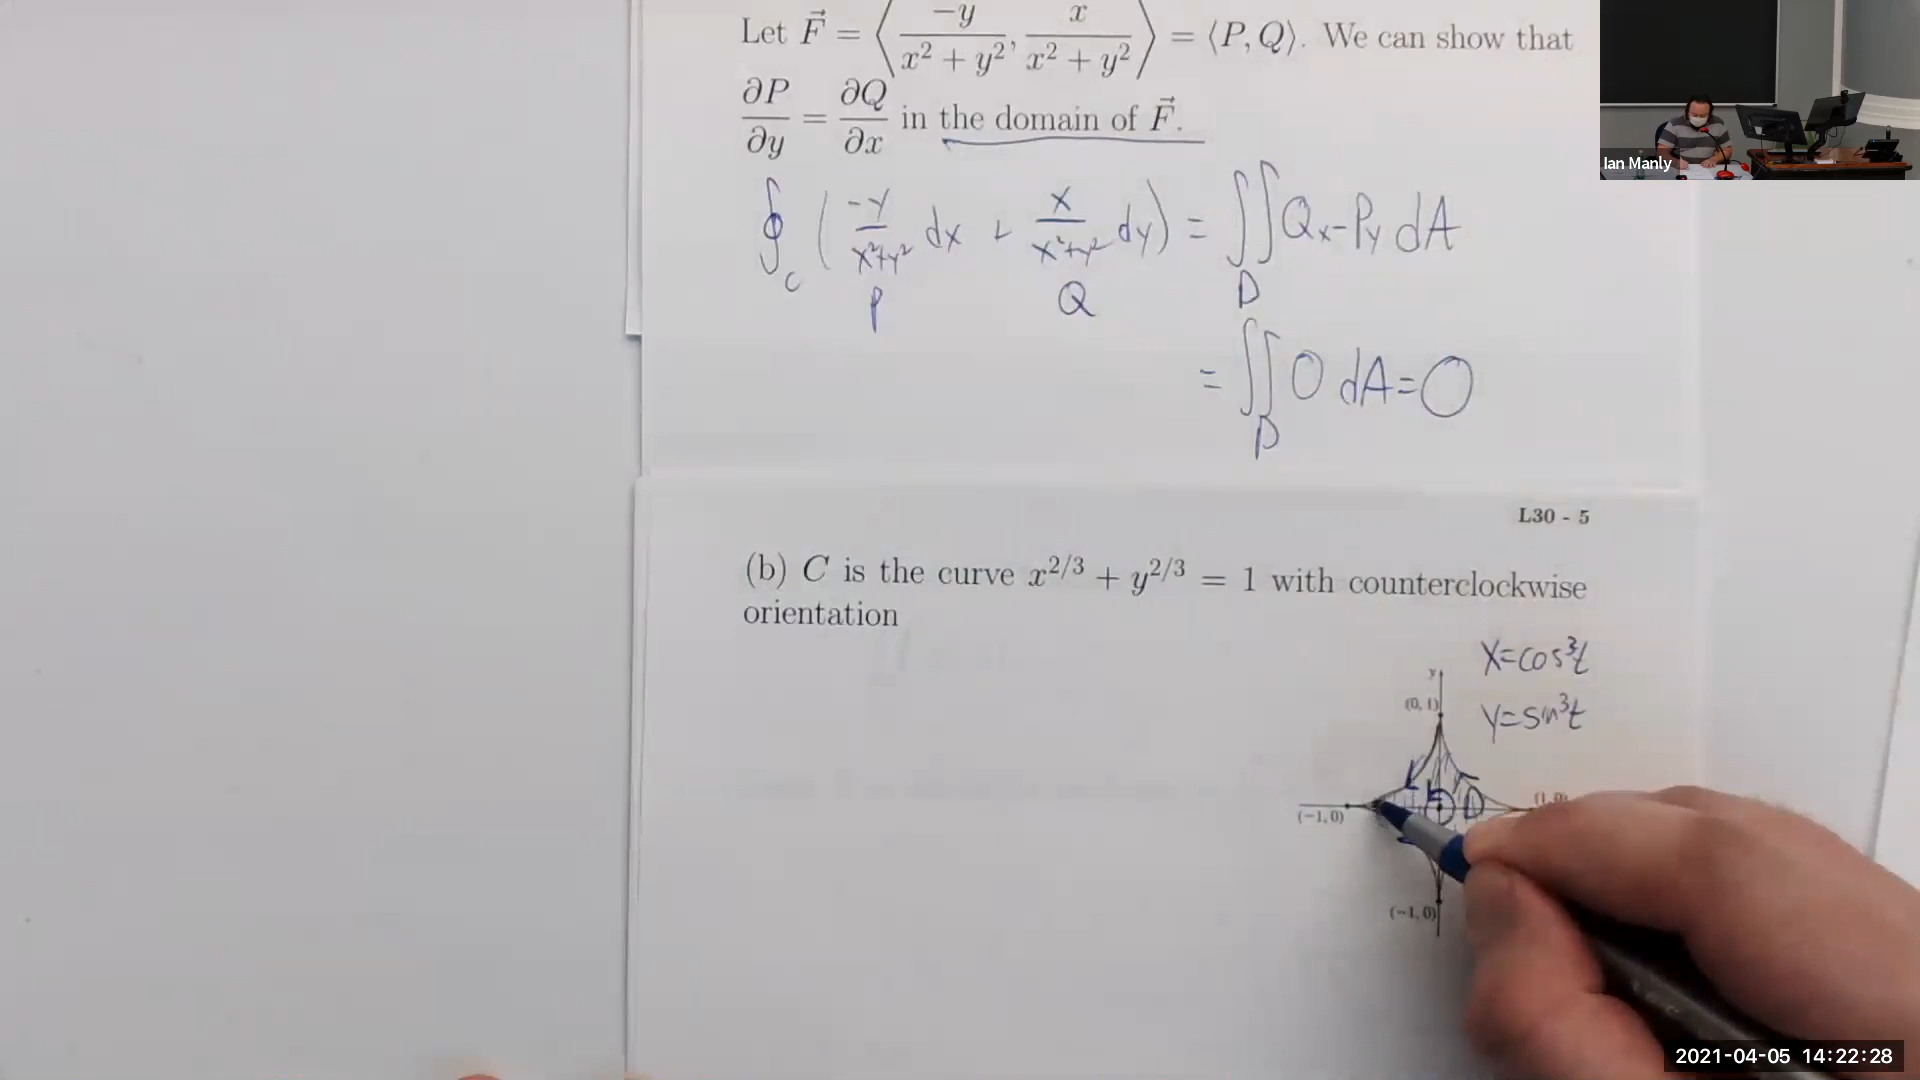 Let F⃗ = ⟨ -y / x² + y², x / x² + y² ⟩ = ⟨P, Q⟩. We can show that
∂P/∂y = ∂Q/∂x in the domain of F⃗.
∮_C ( -y / x²+y² dx + x / x²+y² dy ) = ∬_D Qx - Py dA
P Q
= ∬_D 0 dA = 0
L30 - 5
(b) C is the curve x^{2/3} + y^{2/3} = 1 with counterclockwise
orientation
x=cos³t
y=sin³t
y
(0, 1)
D
(1, 0)
(−1, 0)
(−1, 0)
Ian Manly
2021-04-05 14:22:28